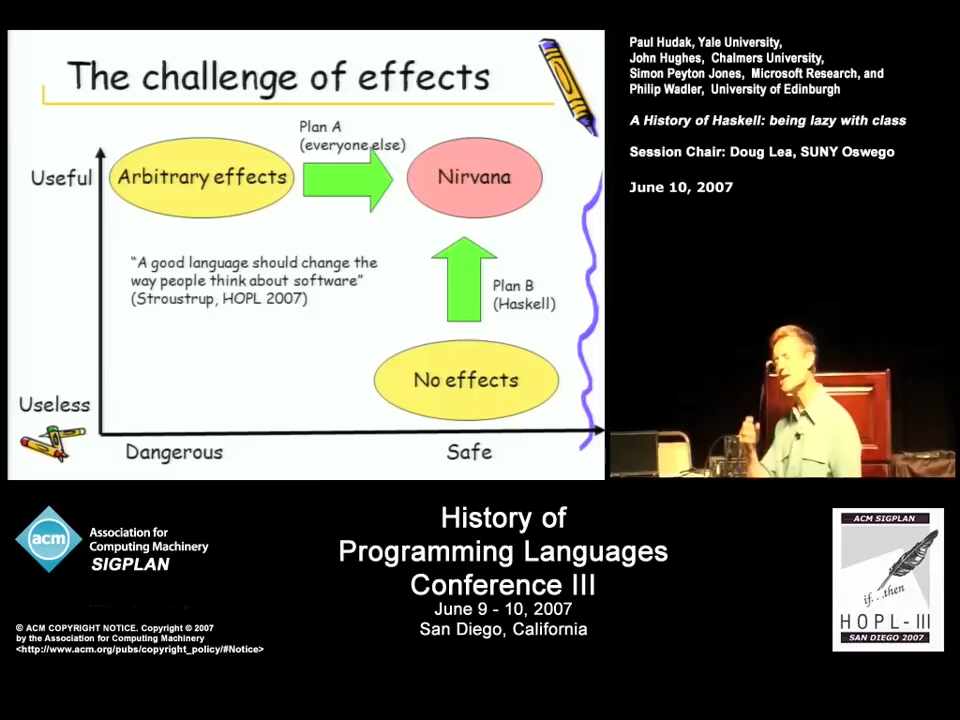 The challenge of effects
Plan A
(everyone else)
Useful
Arbitrary effects
Nirvana
"A good language should change the
way people think about software"
(Stroustrup, HOPL 2007)
Plan B
(Haskell)
No effects
Useless
Dangerous
Safe
Paul Hudak, Yale University,
John Hughes, Chalmers University,
Simon Peyton Jones, Microsoft Research, and
Philip Wadler, University of Edinburgh
A History of Haskell: being lazy with class
Session Chair: Doug Lea, SUNY Oswego
June 10, 2007
acm
Association for
Computing Machinery
SIGPLAN
© ACM COPYRIGHT NOTICE. Copyright © 2007
by the Association for Computing Machinery
<http://www.acm.org/pubs/copyright_policy/#Notice>
History of
Programming Languages
Conference III
June 9 - 10, 2007
San Diego, California
ACM SIGPLAN
if...then
HOPL-III
SAN DIEGO 2007